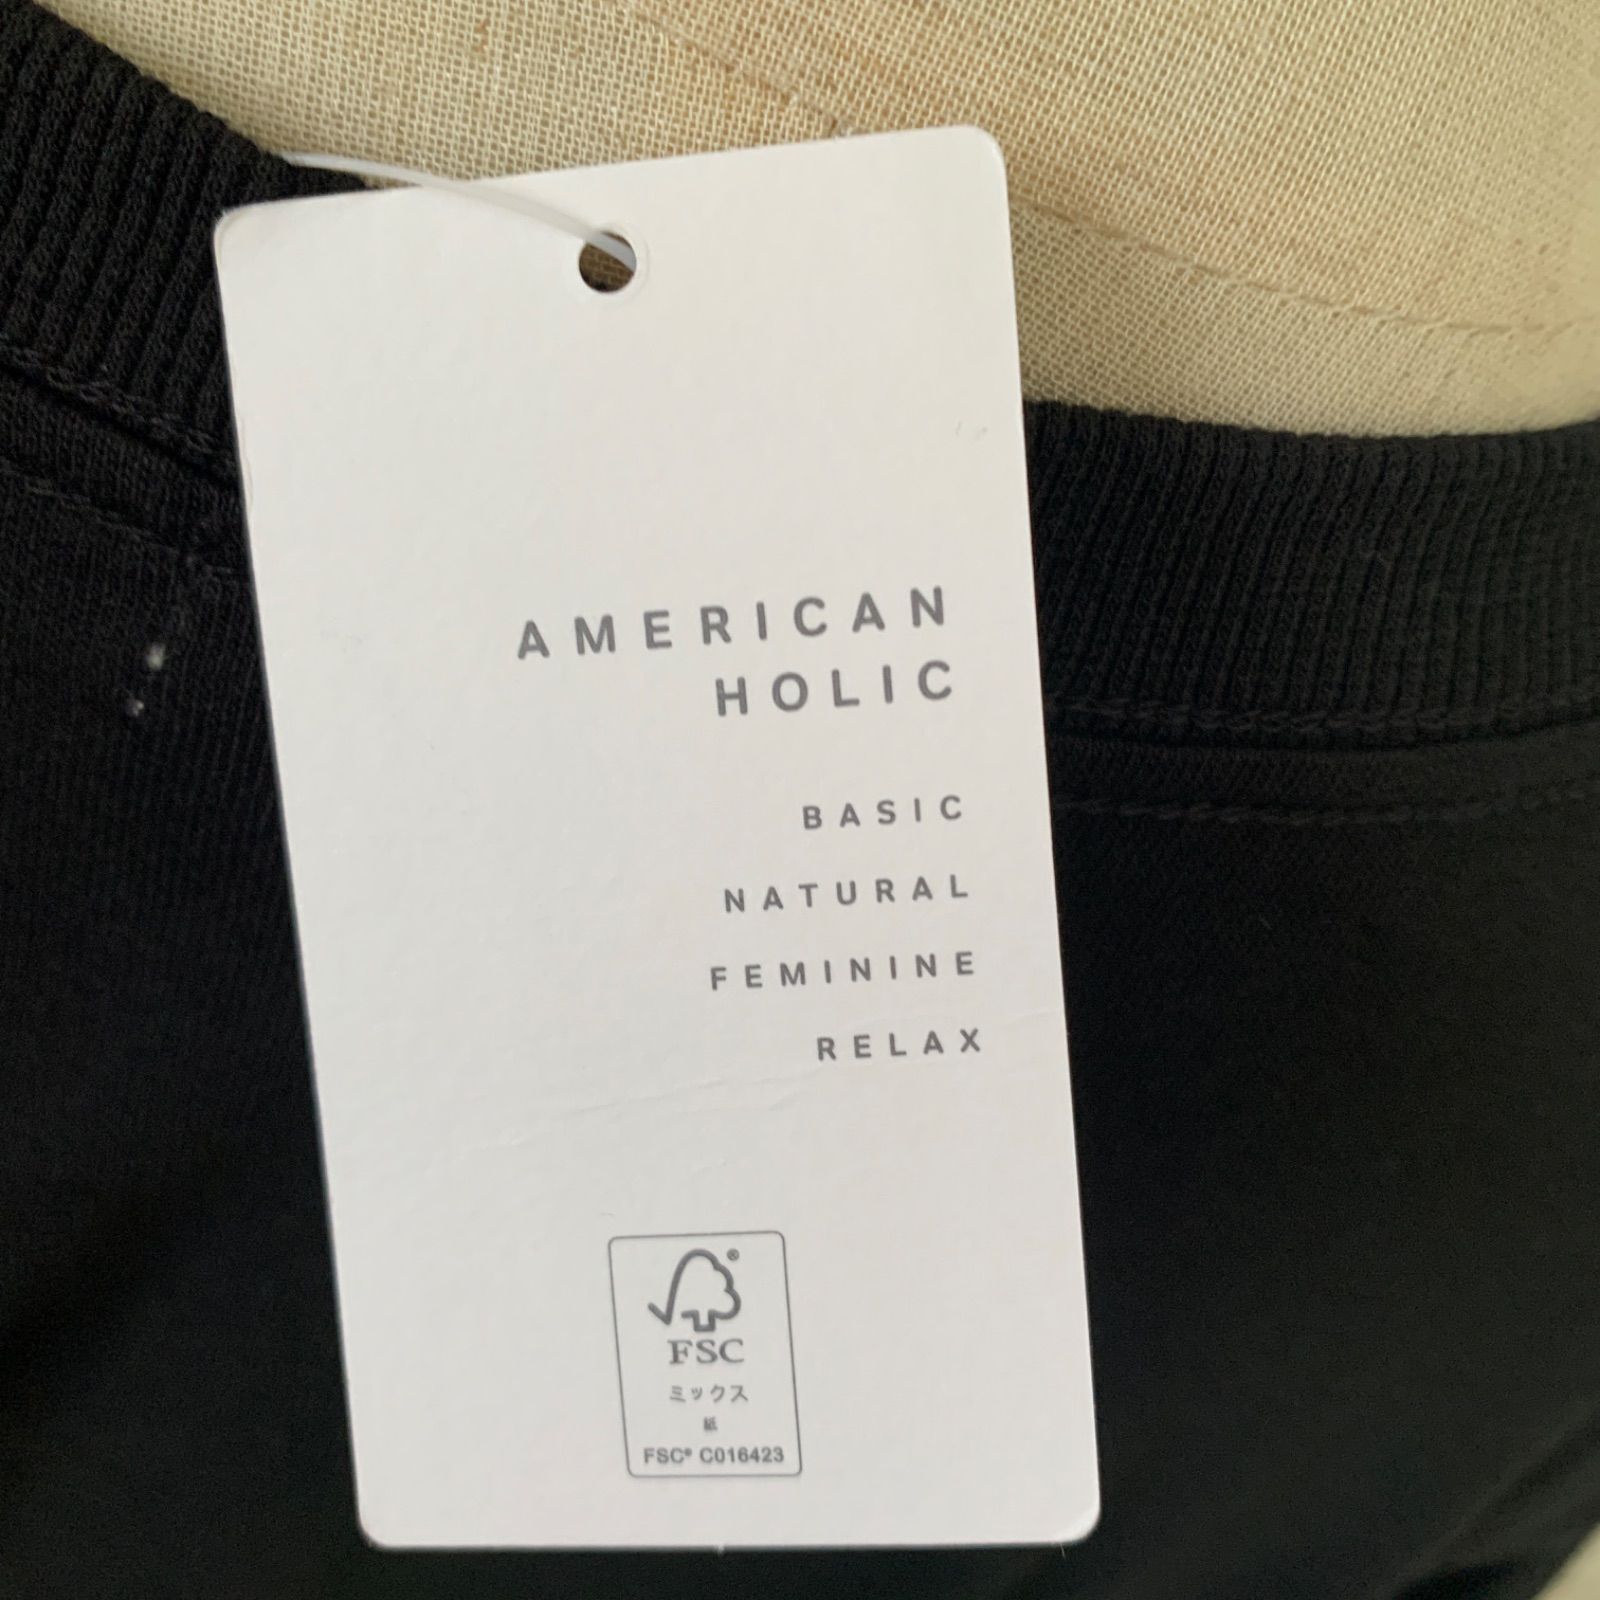 AMERICAN
HOLIC
BASIC
NATURAL
FEMININE
RELAX
FSC
ミックス
紙
FSC® C016423